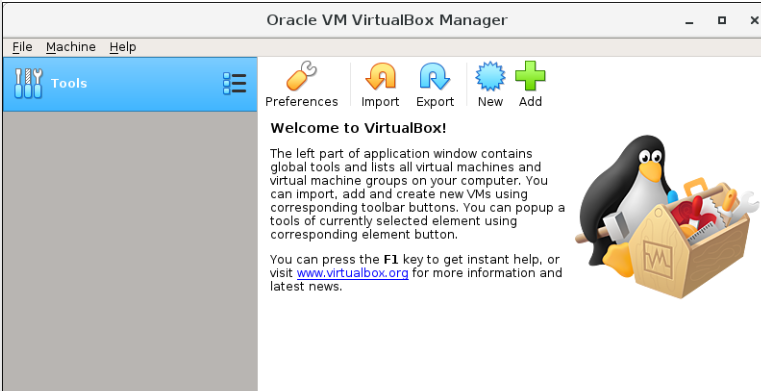 Oracle VM VirtualBox Manager
File Machine Help
Tools
Preferences Import Export New Add
Welcome to VirtualBox!
The left part of application window contains
global tools and lists all virtual machines and
virtual machine groups on your computer. You
can import, add and create new VMs using
corresponding toolbar buttons. You can popup a
tools of currently selected element using
corresponding element button.
You can press the F1 key to get instant help, or
visit www.virtualbox.org for more information and
latest news.